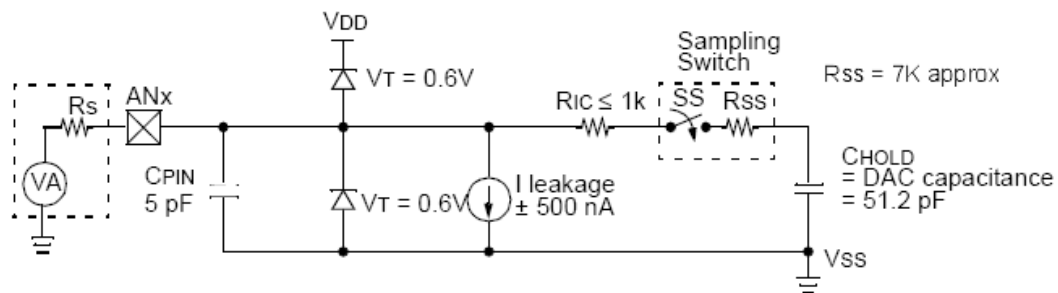 VDD
Sampling
Switch
VT = 0.6V
RSS = 7K approx
RS
ANx
RIC ≤ 1k
SS
RSS
VA
CPIN
5 pF
VT = 0.6V
I leakage
± 500 nA
CHOLD
= DAC capacitance
= 51.2 pF
VSS